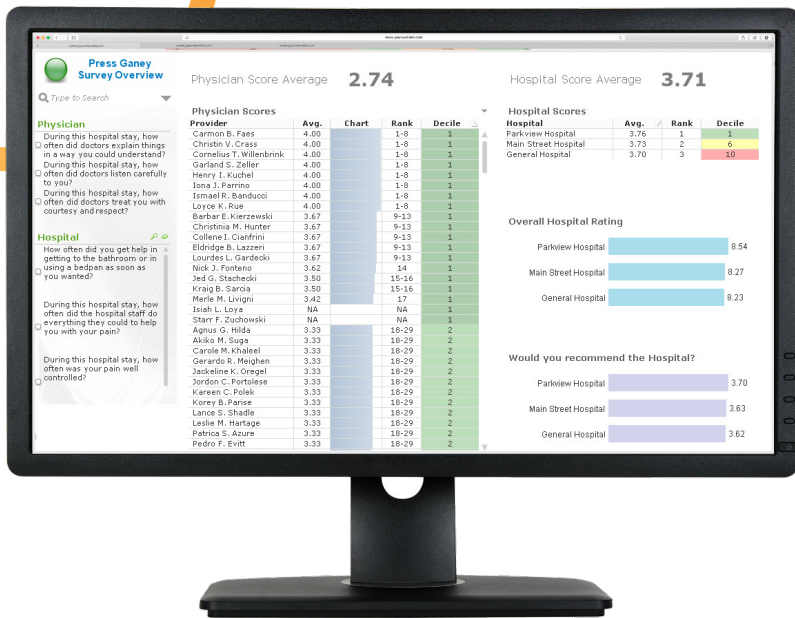 www.yoursitesite.com
Press Ganey
Survey Overview
Type to Search
Physician
During this hospital stay, how
often did doctors explain things
in a way you could understand?
During this hospital stay, how
often did doctors listen carefully
to you?
During this hospital stay, how
often did doctors treat you with
courtesy and respect?
Hospital
How often did you get help in
getting to the bathroom or in
using a bedpan as soon as
you wanted?
During this hospital stay, how
often did the hospital staff do
everything they could to help
you with your pain?
During this hospital stay, how
often was your pain well
controlled?
Physician Score Average 2.74
Physician Scores
Provider Avg. Chart Rank Decile
Carmon B. Faes 4.00 1-8 1
Christin V. Crass 4.00 1-8 1
Cornelius T. Willenbrink 4.00 1-8 1
Garland S. Zeller 4.00 1-8 1
Henry I. Kuchel 4.00 1-8 1
Iona J. Parrino 4.00 1-8 1
Ismael R. Banducci 4.00 1-8 1
Loyce K. Rue 4.00 1-8 1
Barbar E. Kierzewski 3.67 9-13 1
Christinia M. Hunter 3.67 9-13 1
Collene I. Cianfrini 3.67 9-13 1
Eldridge B. Lazzeri 3.67 9-13 1
Lourdes L. Gardecki 3.67 9-13 1
Nick J. Fonteno 3.62 14 1
Jed G. Stachecki 3.50 15-16 1
Kraig B. Sarcia 3.50 15-16 1
Merle M. Livigni 3.42 17 1
Isiah L. Loya NA NA 1
Starr F. Zuchowski NA NA 1
Agnus G. Hilda 3.33 18-29 2
Akiko M. Suga 3.33 18-29 2
Carole M. Khaleel 3.33 18-29 2
Gerardo R. Meighen 3.33 18-29 2
Jackeline K. Oregel 3.33 18-29 2
Jordon C. Portolese 3.33 18-29 2
Kareen C. Polek 3.33 18-29 2
Korey B. Parise 3.33 18-29 2
Lance S. Shadle 3.33 18-29 2
Leslie M. Hartage 3.33 18-29 2
Patrica S. Azure 3.33 18-29 2
Pedro F. Evitt 3.33 18-29 2
Hospital Score Average 3.71
Hospital Scores
Hospital Avg. Rank Decile
Parkview Hospital 3.76 1 1
Main Street Hospital 3.73 2 6
General Hospital 3.70 3 10
Overall Hospital Rating
Parkview Hospital 8.54
Main Street Hospital 8.27
General Hospital 8.23
Would you recommend the Hospital?
Parkview Hospital 3.70
Main Street Hospital 3.63
General Hospital 3.62